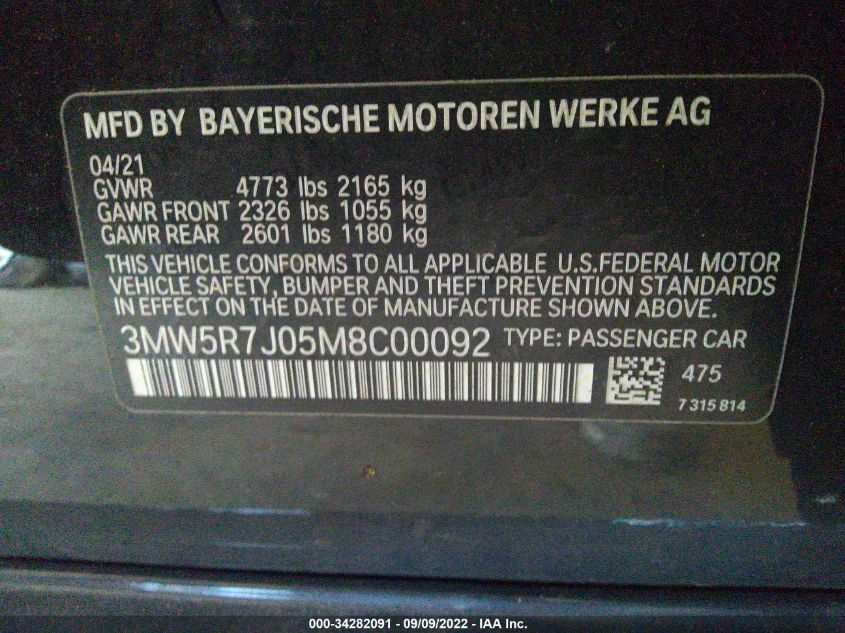 MFD BY BAYERISCHE MOTOREN WERKE AG
04/21
GVWR 4773 lbs 2165 kg
GAWR FRONT 2326 lbs 1055 kg
GAWR REAR 2601 lbs 1180 kg
THIS VEHICLE CONFORMS TO ALL APPLICABLE U.S.FEDERAL MOTOR
VEHICLE SAFETY, BUMPER AND THEFT PREVENTION STANDARDS
IN EFFECT ON THE DATE OF MANUFACTURE SHOWN ABOVE.
3MW5R7J05M8C00092 TYPE: PASSENGER CAR
475
7 315 814
000-34282091 - 09/09/2022 - IAA Inc.